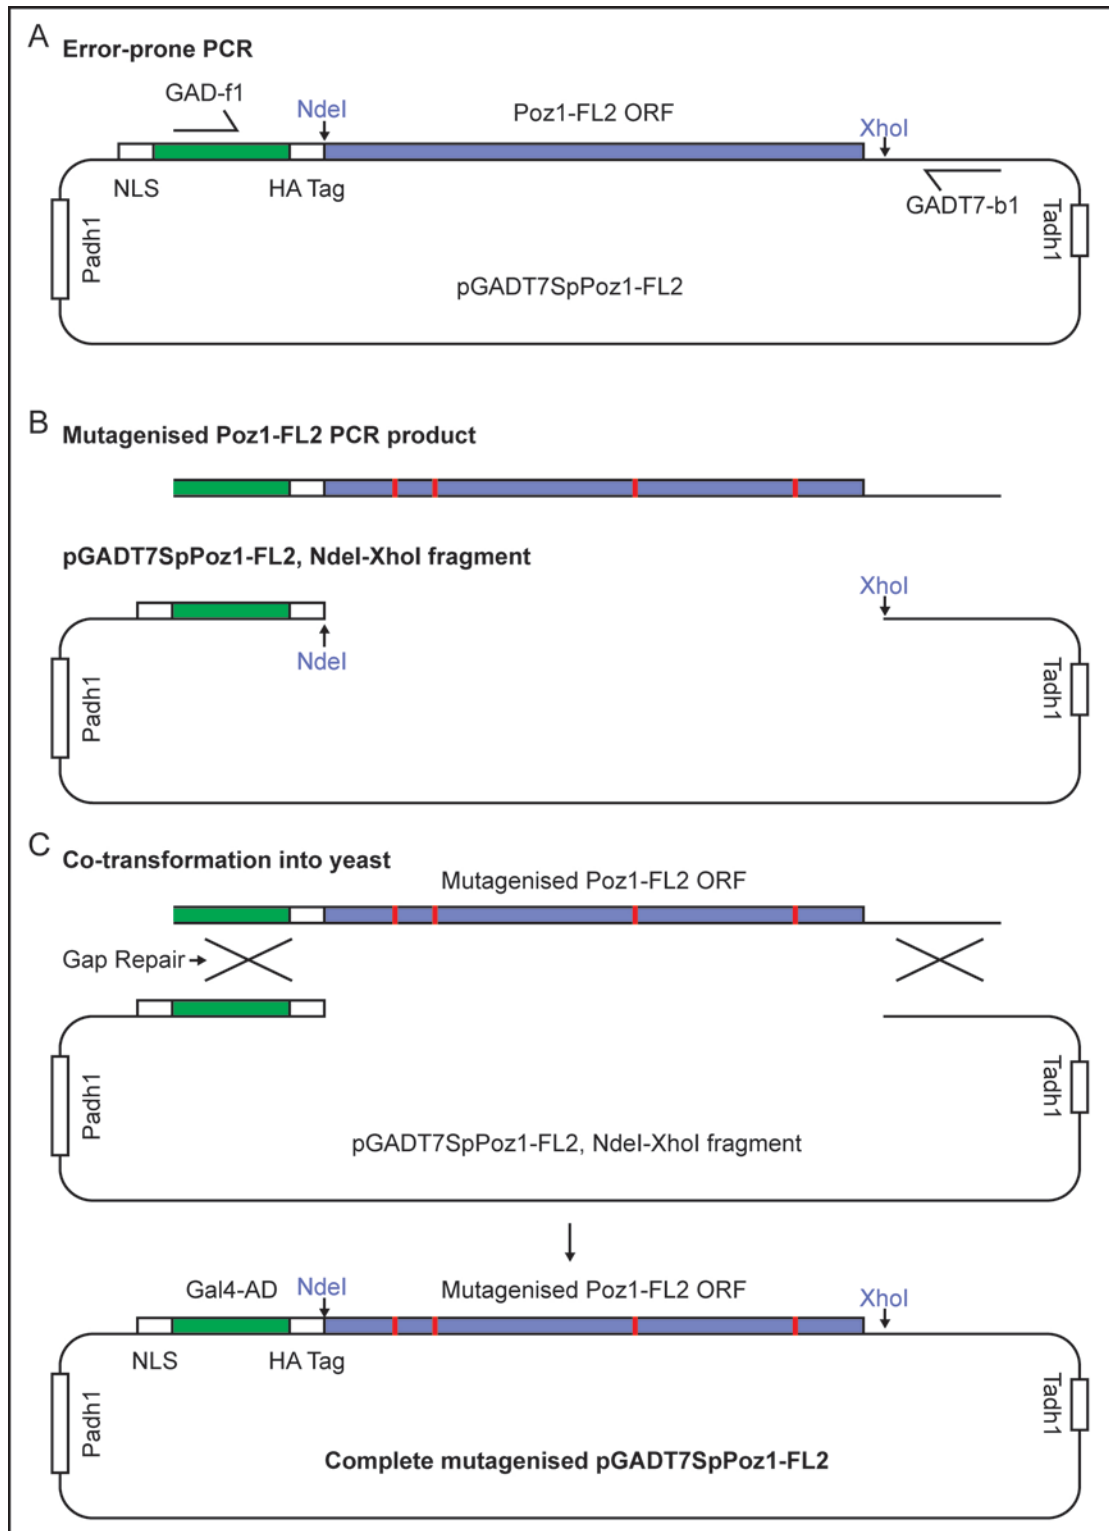 A
Error-prone PCR
GAD-f1
NdeI
Poz1-FL2 ORF
XhoI
NLS
HA Tag
GADT7-b1
Padh1
Tadh1
pGADT7SpPoz1-FL2
B
Mutagenised Poz1-FL2 PCR product
pGADT7SpPoz1-FL2, NdeI-XhoI fragment
XhoI
NdeI
Padh1
Tadh1
C
Co-transformation into yeast
Mutagenised Poz1-FL2 ORF
Gap Repair
Padh1
Tadh1
pGADT7SpPoz1-FL2, NdeI-XhoI fragment
Gal4-AD
NdeI
Mutagenised Poz1-FL2 ORF
XhoI
NLS
HA Tag
Padh1
Tadh1
Complete mutagenised pGADT7SpPoz1-FL2